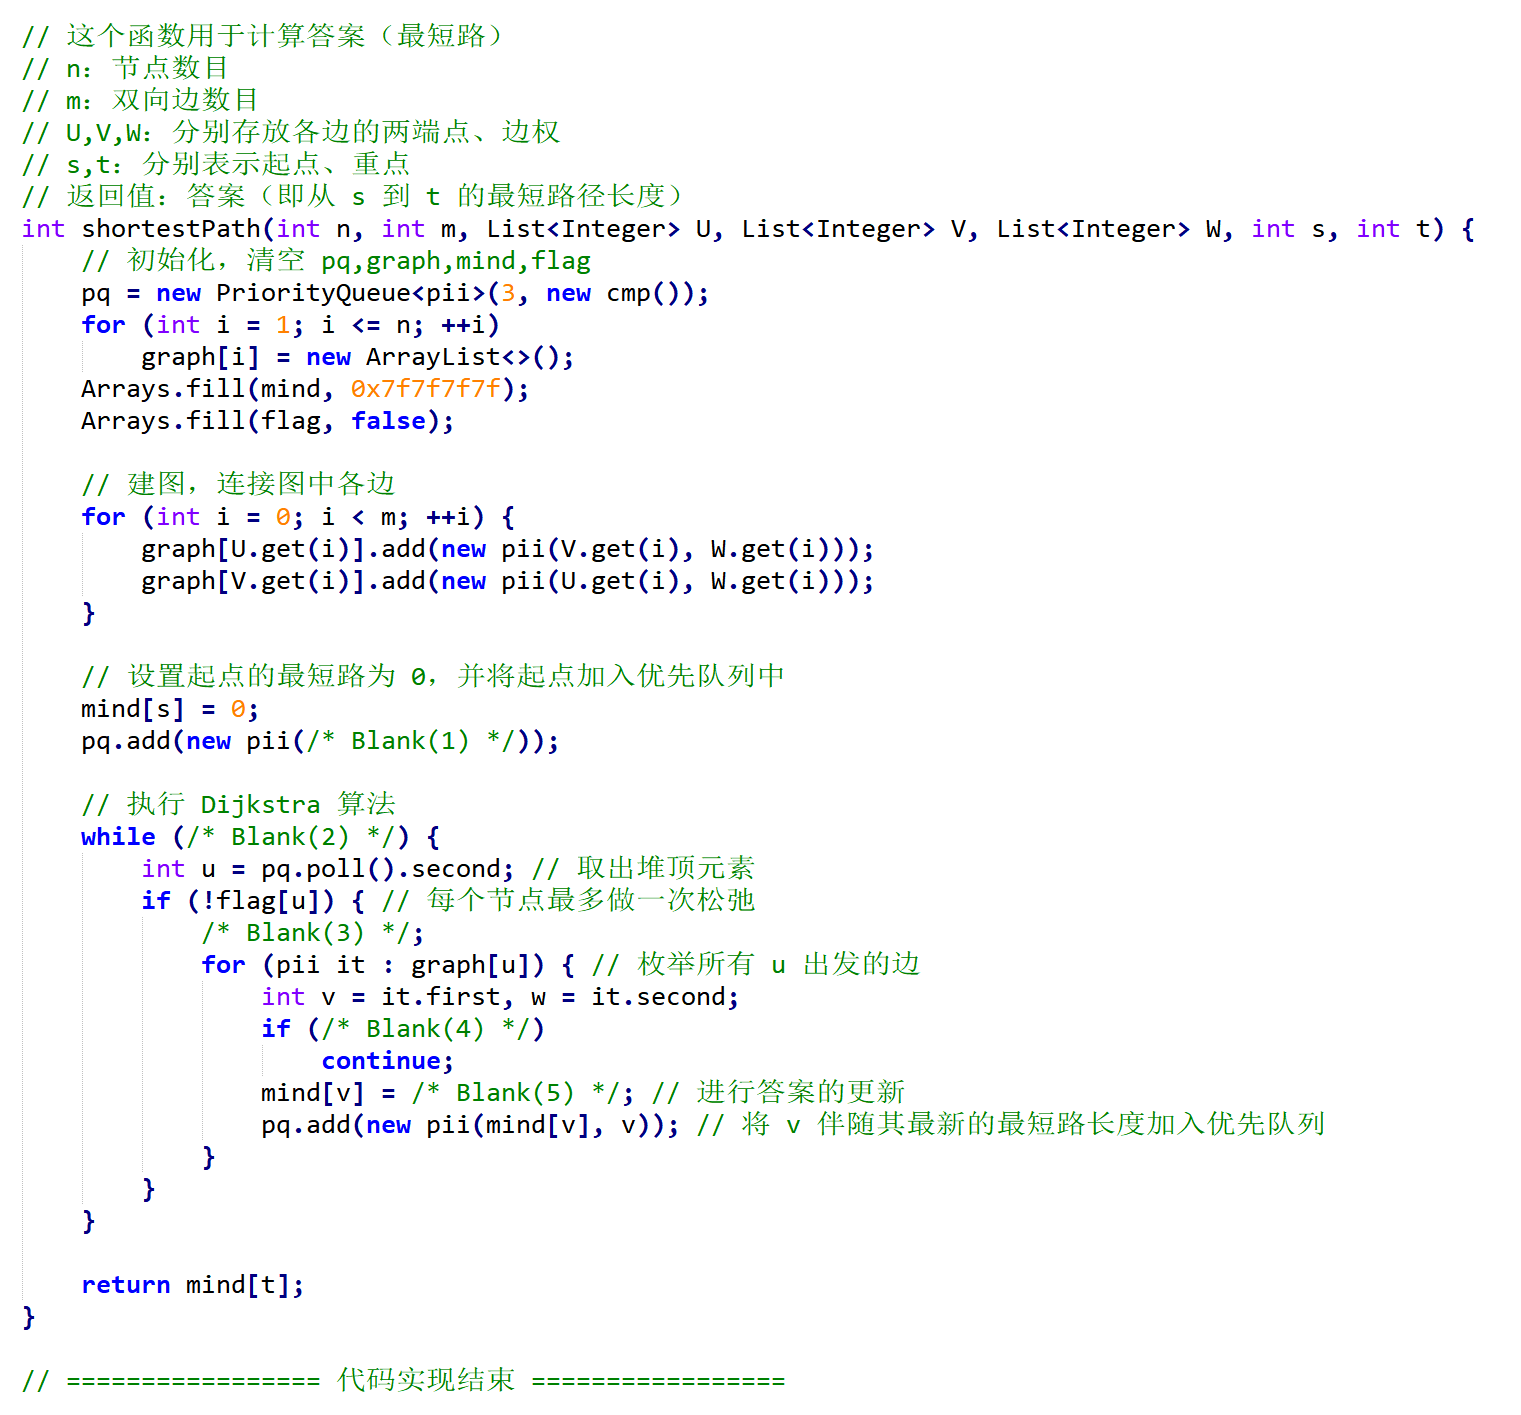 // 这个函数用于计算答案（最短路）
// n：节点数目
// m：双向边数目
// U,V,W：分别存放各边的两端点、边权
// s,t：分别表示起点、重点
// 返回值：答案（即从 s 到 t 的最短路径长度）
int shortestPath(int n, int m, List<Integer> U, List<Integer> V, List<Integer> W, int s, int t) {
    // 初始化，清空 pq,graph,mind,flag
    pq = new PriorityQueue<pii>(3, new cmp());
    for (int i = 1; i <= n; ++i)
        graph[i] = new ArrayList<>();
    Arrays.fill(mind, 0x7f7f7f7f);
    Arrays.fill(flag, false);

    // 建图，连接图中各边
    for (int i = 0; i < m; ++i) {
        graph[U.get(i)].add(new pii(V.get(i), W.get(i)));
        graph[V.get(i)].add(new pii(U.get(i), W.get(i)));
    }

    // 设置起点的最短路为 0，并将起点加入优先队列中
    mind[s] = 0;
    pq.add(new pii(/* Blank(1) */));

    // 执行 Dijkstra 算法
    while (/* Blank(2) */) {
        int u = pq.poll().second; // 取出堆顶元素
        if (!flag[u]) { // 每个节点最多做一次松弛
            /* Blank(3) */;
            for (pii it : graph[u]) { // 枚举所有 u 出发的边
                int v = it.first, w = it.second;
                if (/* Blank(4) */)
                    continue;
                mind[v] = /* Blank(5) */; // 进行答案的更新
                pq.add(new pii(mind[v], v)); // 将 v 伴随其最新的最短路长度加入优先队列
            }
        }
    }

    return mind[t];
}

// ================= 代码实现结束 =================